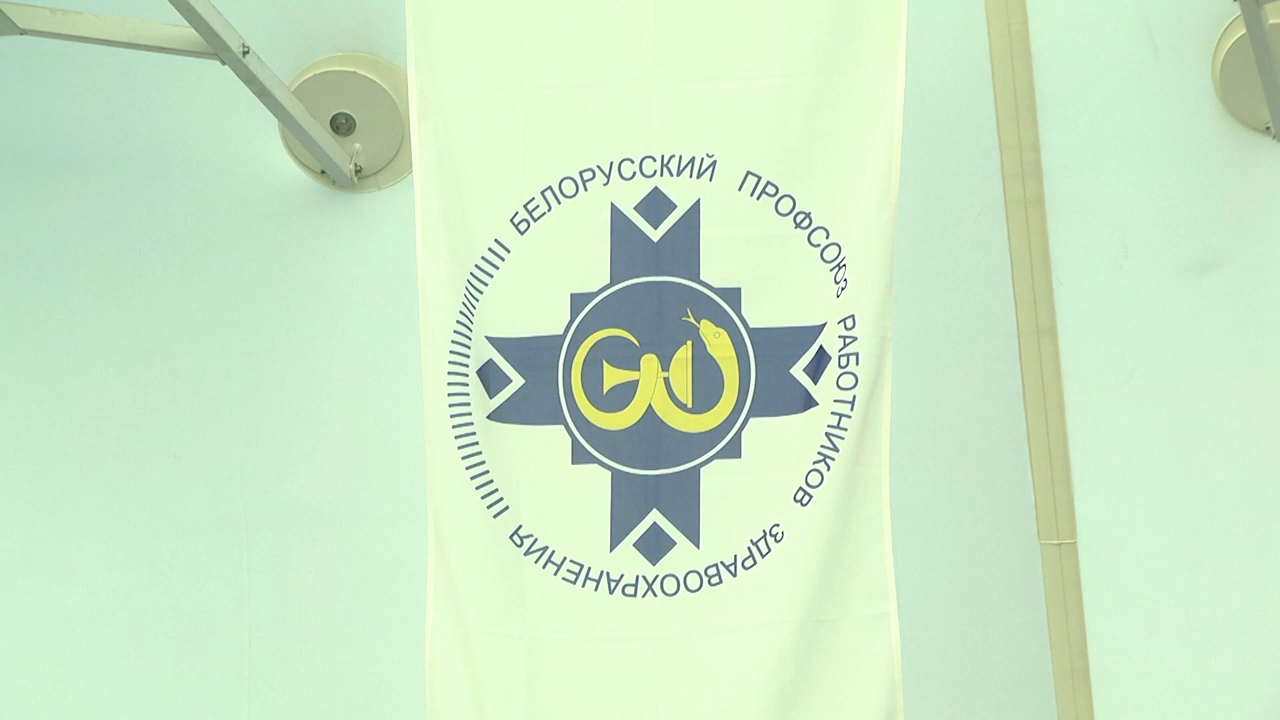 БЕЛОРУССКИЙ ПРОФСОЮЗ РАБОТНИКОВ ЗДРАВООХРАНЕНИЯ